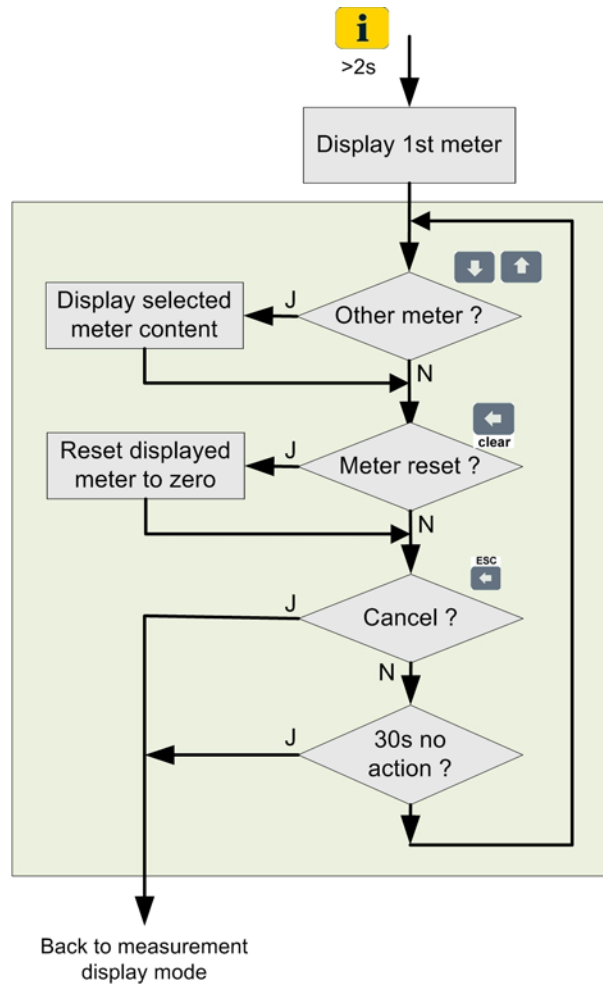 i
>2s
Display 1st meter
Other meter ?
J
Display selected
meter content
N
clear
Meter reset ?
J
Reset displayed
meter to zero
N
ESC
Cancel ?
J
N
30s no
action ?
J
Back to measurement
display mode